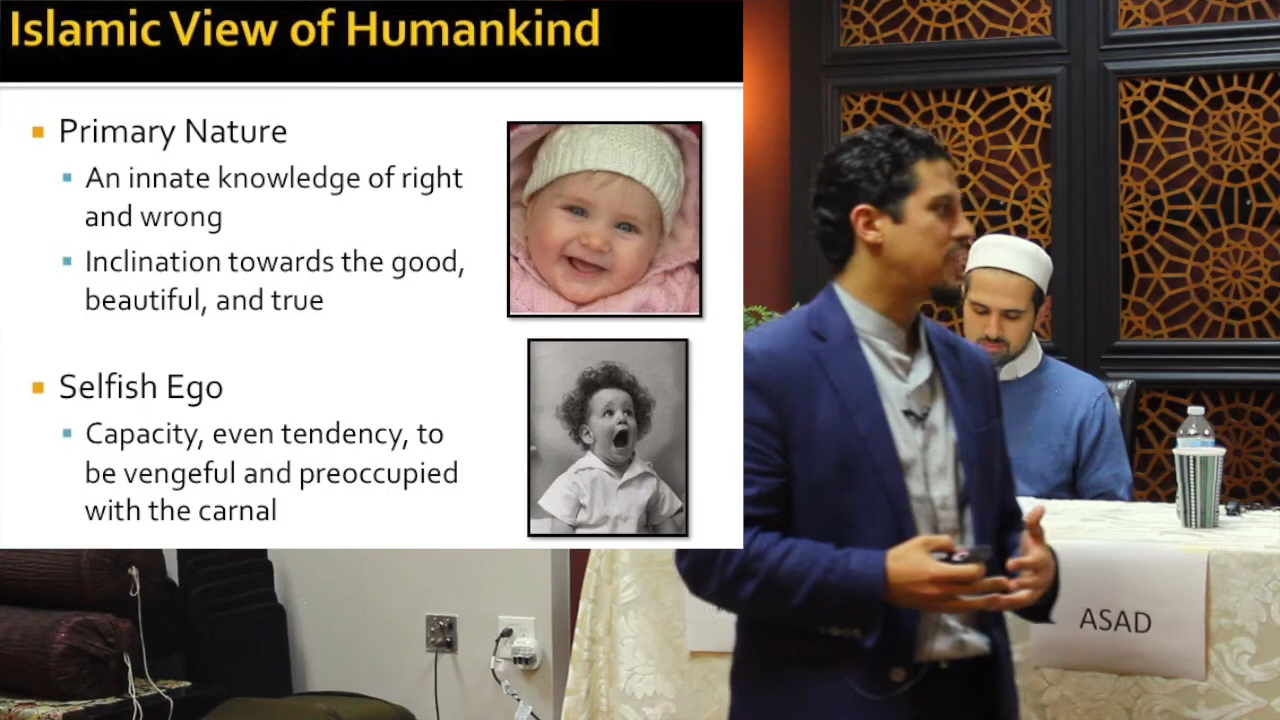 Islamic View of Humankind
Primary Nature
An innate knowledge of right
and wrong
Inclination towards the good,
beautiful, and true
Selfish Ego
Capacity, even tendency, to
be vengeful and preoccupied
with the carnal
ASAD